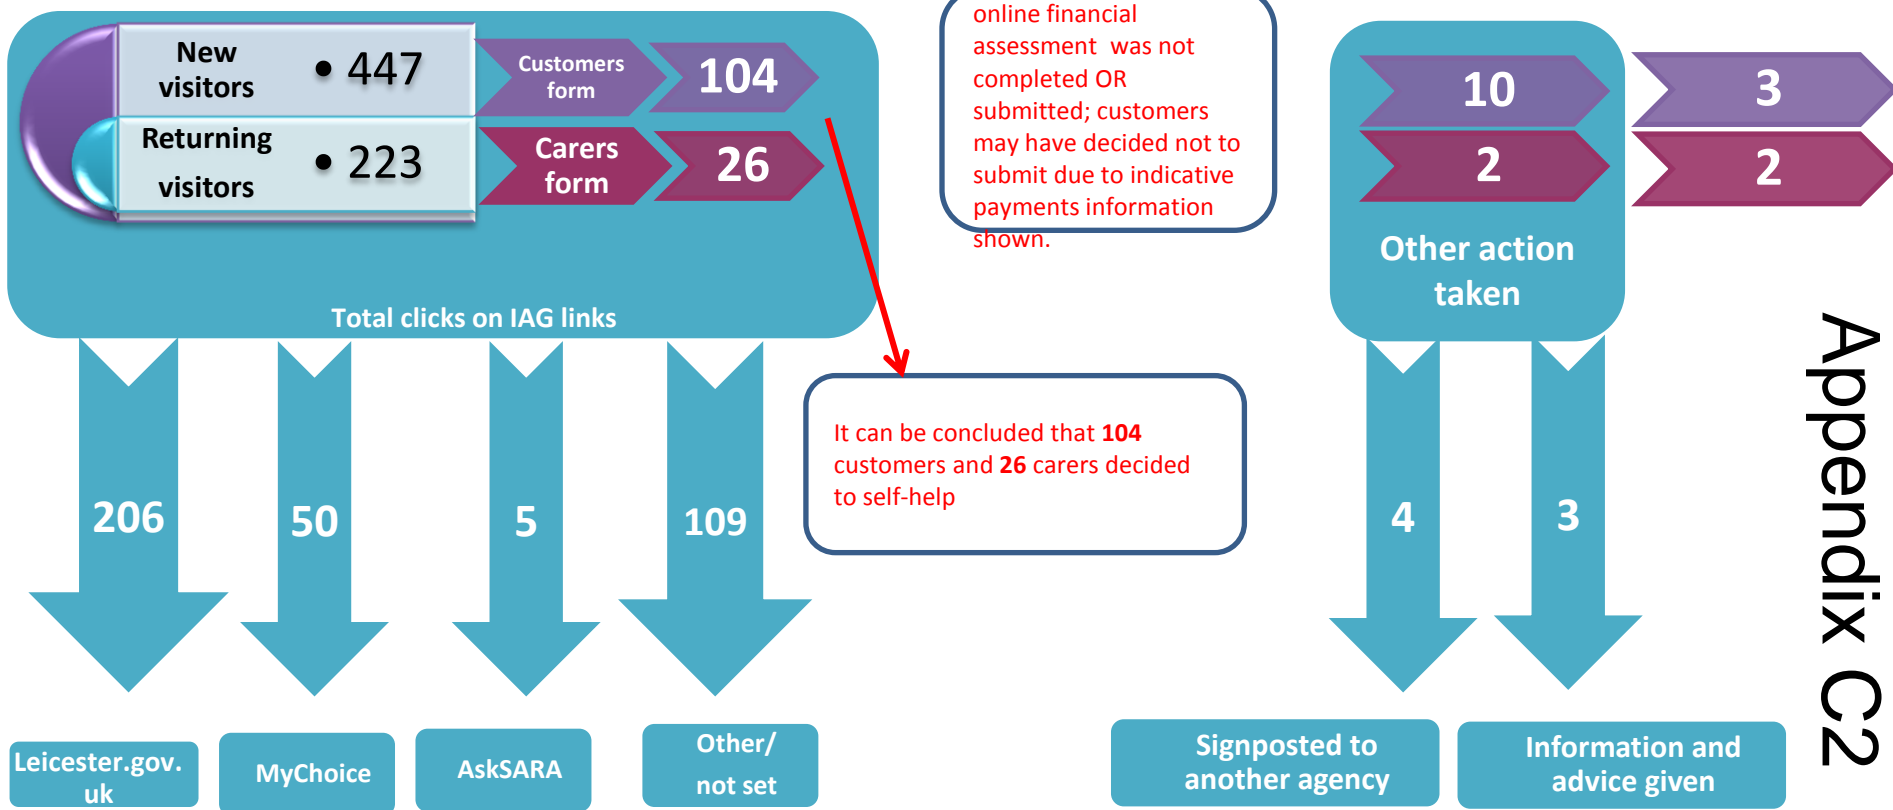 New
visitors
• 447
Customers
form
104
Returning
visitors
• 223
Carers
form
26
Total clicks on IAG links
206
50
5
109
Leicester.gov.
uk
MyChoice
AskSARA
Other/
not set
online financial
assessment was not
completed OR
submitted; customers
may have decided not to
submit due to indicative
payments information
shown.
It can be concluded that 104
customers and 26 carers decided
to self-help
10
3
2
2
Other action
taken
4
3
Signposted to
another agency
Information and
advice given
Appendix C2